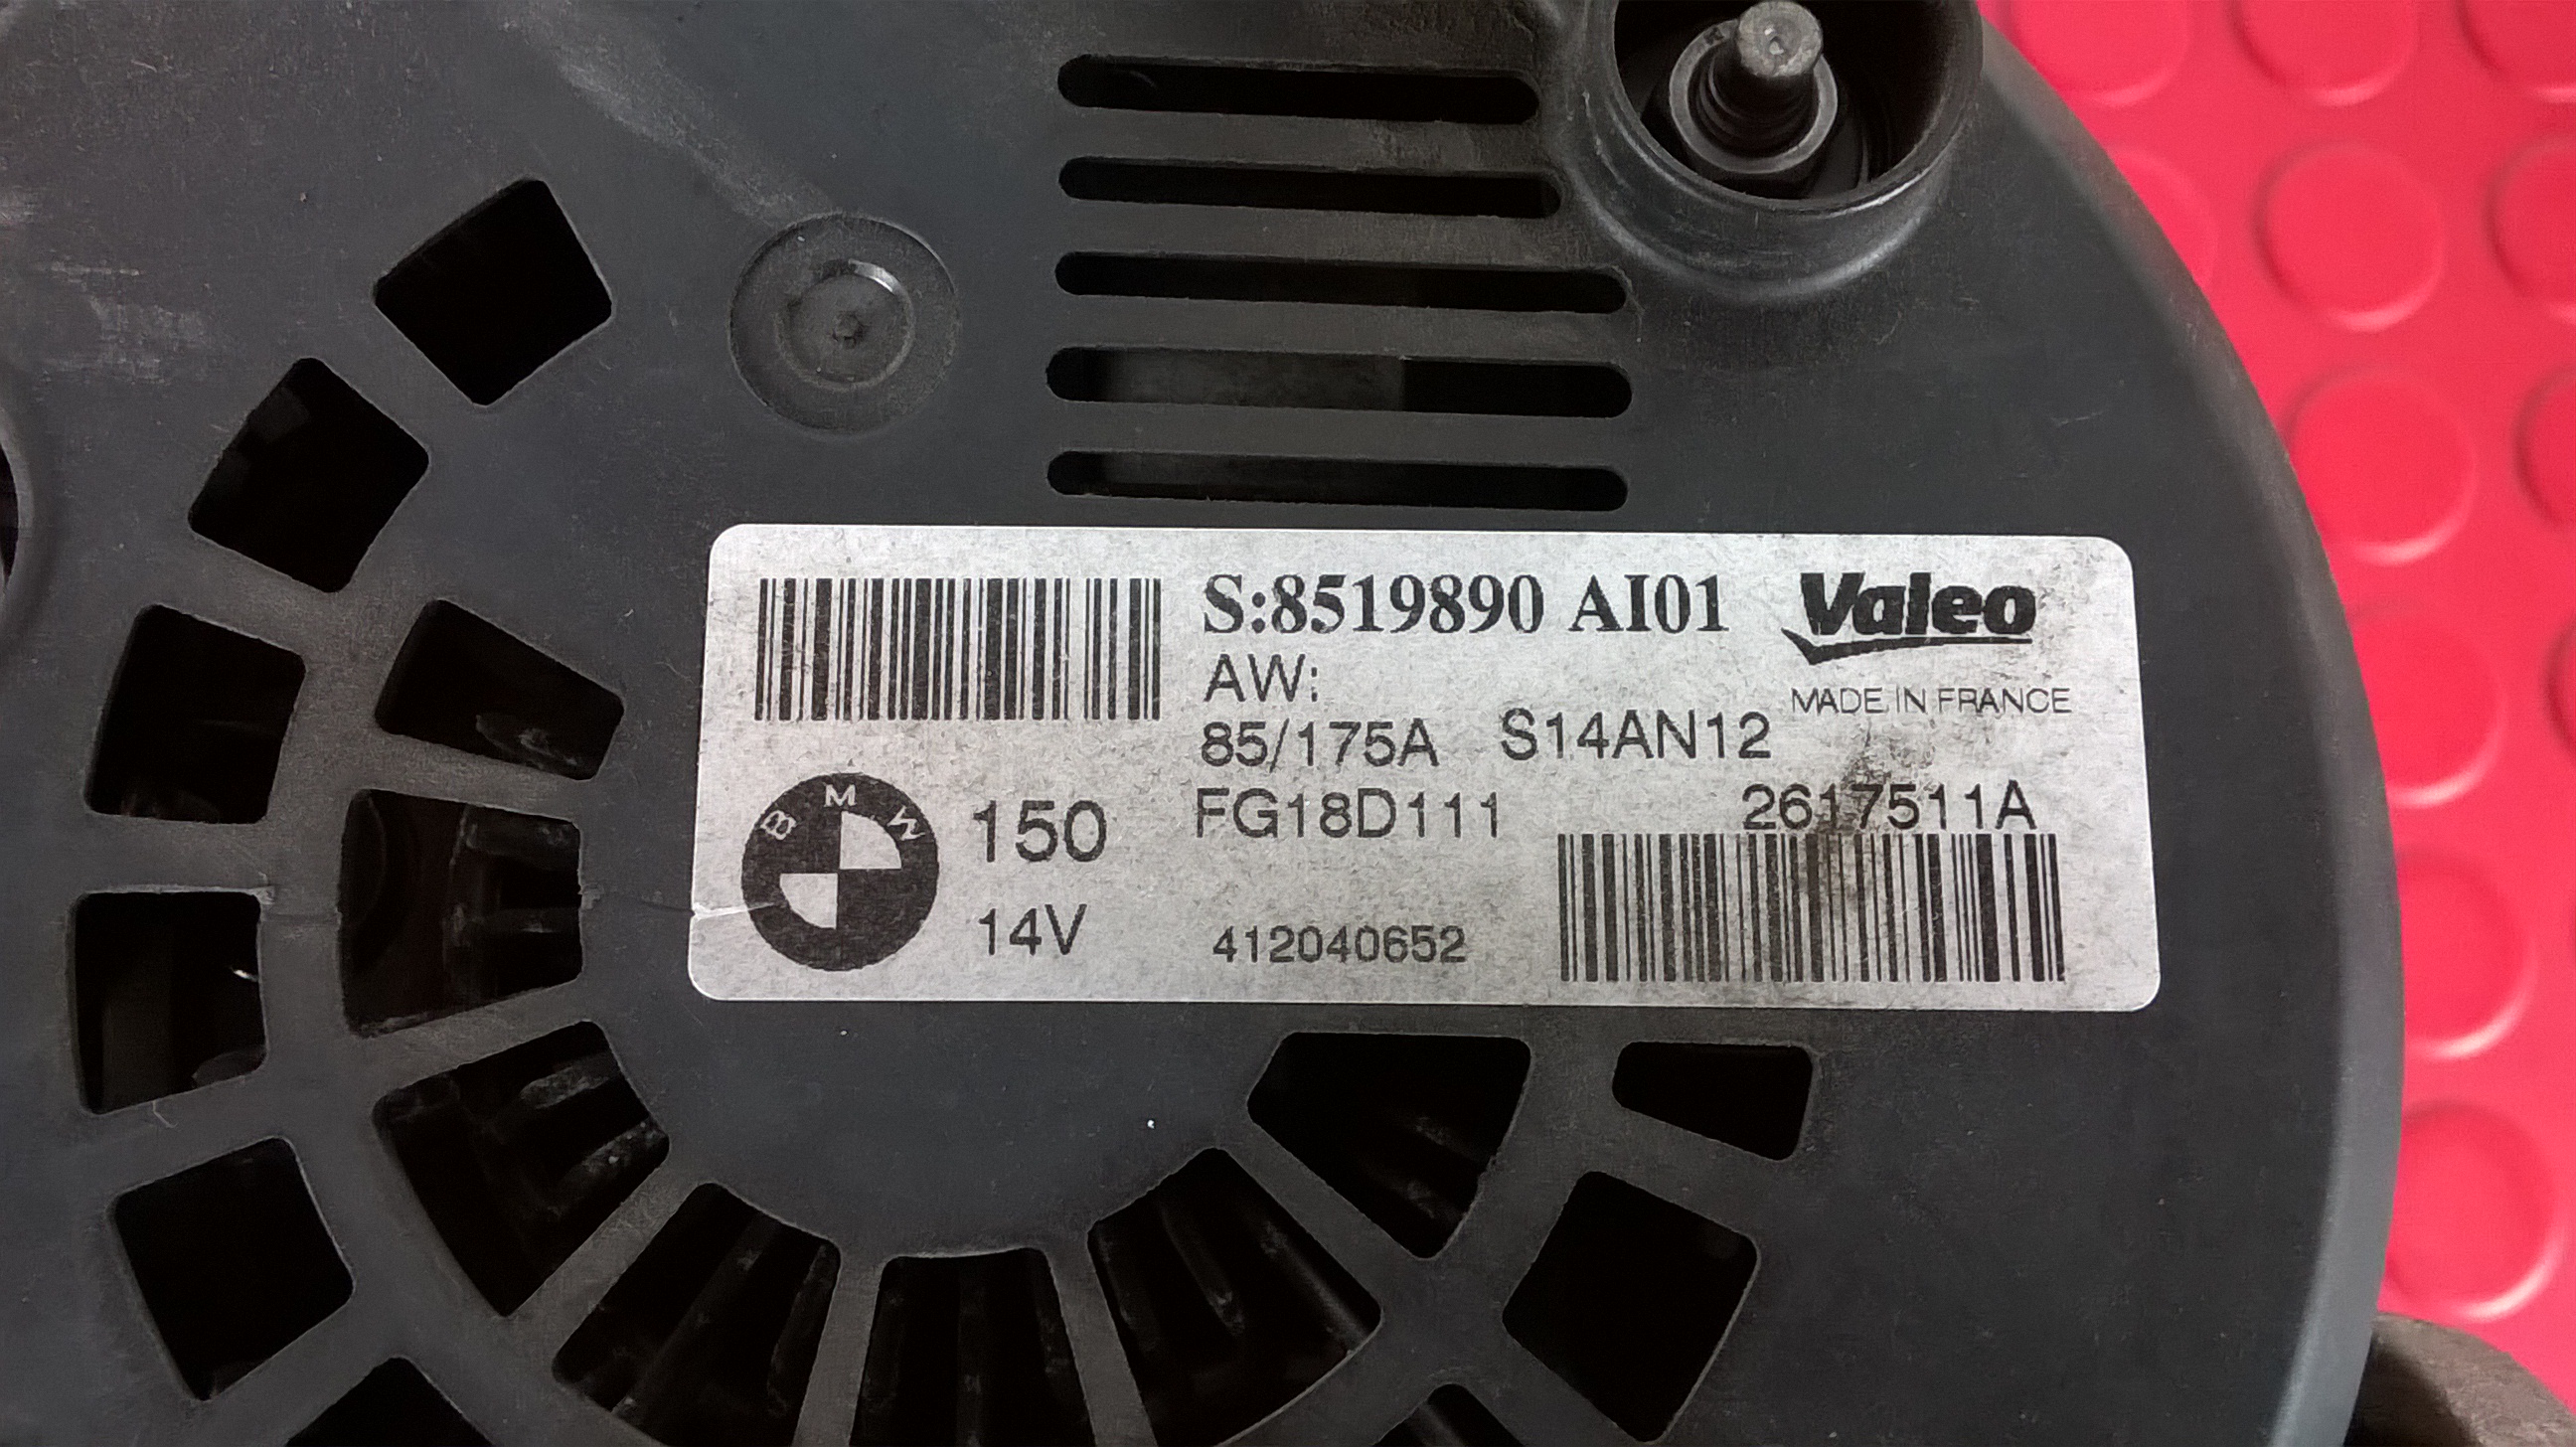 S:8519890 AI01
Valeo
AW:
MADE IN FRANCE
85/175A S14AN12
BMW
150
FG18D111
2617511A
14V
412040652